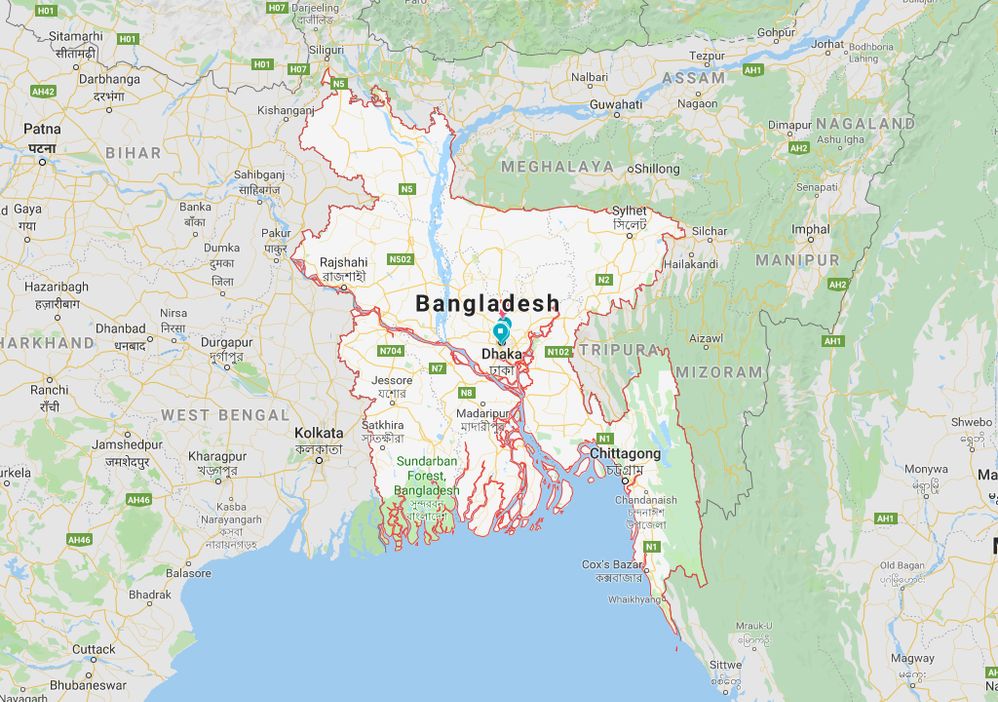 H01
H07
Darjeeling
দার্জিলিং
Paro
Sitamarhi
सीतामढ़ी
H01
Siliguri
H01
H07
N5
Gohpur
Jorhat
Bodhboria
Lahing
Tezpur
AH1
ASSAM
Nagaon
Nalbari
Guwahati
Darbhanga
दरभंगा
AH42
Kishanganj
Patna
पटना
BIHAR
Dimapur
NAGALAND
AH2
Ashu Igha
MEGHALAYA
Shillong
Sahibganj
साहिबगंज
N5
Senapati
Gaya
गया
Banka
बाँका
Sylhet
সিলেট
Silchar
Imphal
Pakur
पाकुर
Dumka
दुमका
জিলা
Rajshahi
রাজশাহী
N502
N2
Hailakandi
MANIPUR
AH2
Hazaribagh
हज़ारीबाग
Bangladesh
Nirsa
निरसा
Dhanbad
धनबाद
HARKHAND
Durgapur
দুর্গাপুর
Dhaka
ঢাকা
N704
N102
TRIPURA
Aizawl
AH1
N7
MIZORAM
Ranchi
राँची
Jessore
যশোর
N8
Madaripur
মাদারীপুর
WEST BENGAL
Satkhira
সাতক্ষীরা
Kolkata
কলকাতা
N1
Chittagong
চট্টগ্রাম
Shwebo
Jamshedpur
जमशेदपुर
Kharagpur
খড়গপুর
Sundarban
Forest,
Bangladesh
সুন্দরবন,
বাংলাদেশ
Monywa
AH46
Kasba
Narayangarh
কসবা
নারায়ণগড়
Chandanaish
চন্দনাইশ
উপজেলা
AH1
AH46
N1
Cox's Bazar
কক্সবাজার
Balasore
Old Bagan
Bhadrak
Whaikhyang
Mrauk-U
Cuttack
Sittwe
Magway
Bhubaneswar
Nayagarh